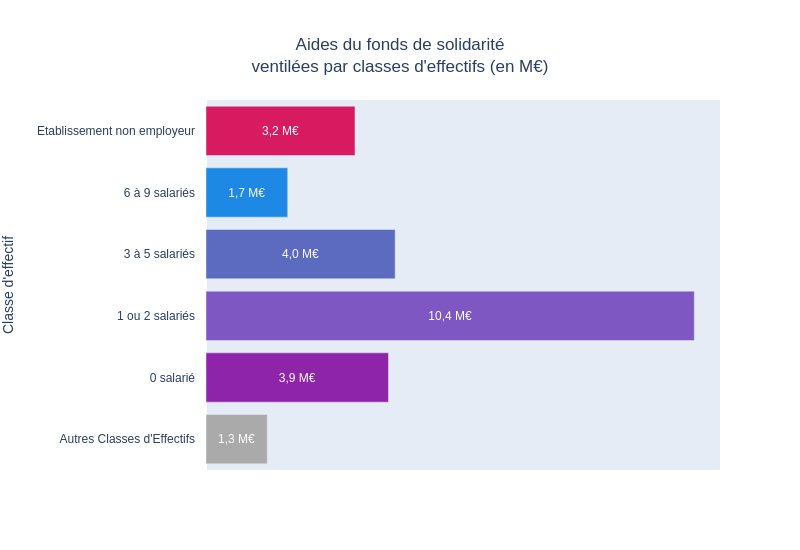 Aides du fonds de solidarité
ventilées par classes d'effectifs (en M€)
Classe d'effectif
Etablissement non employeur
3,2 M€
6 à 9 salariés
1,7 M€
3 à 5 salariés
4,0 M€
1 ou 2 salariés
10,4 M€
0 salarié
3,9 M€
Autres Classes d'Effectifs
1,3 M€